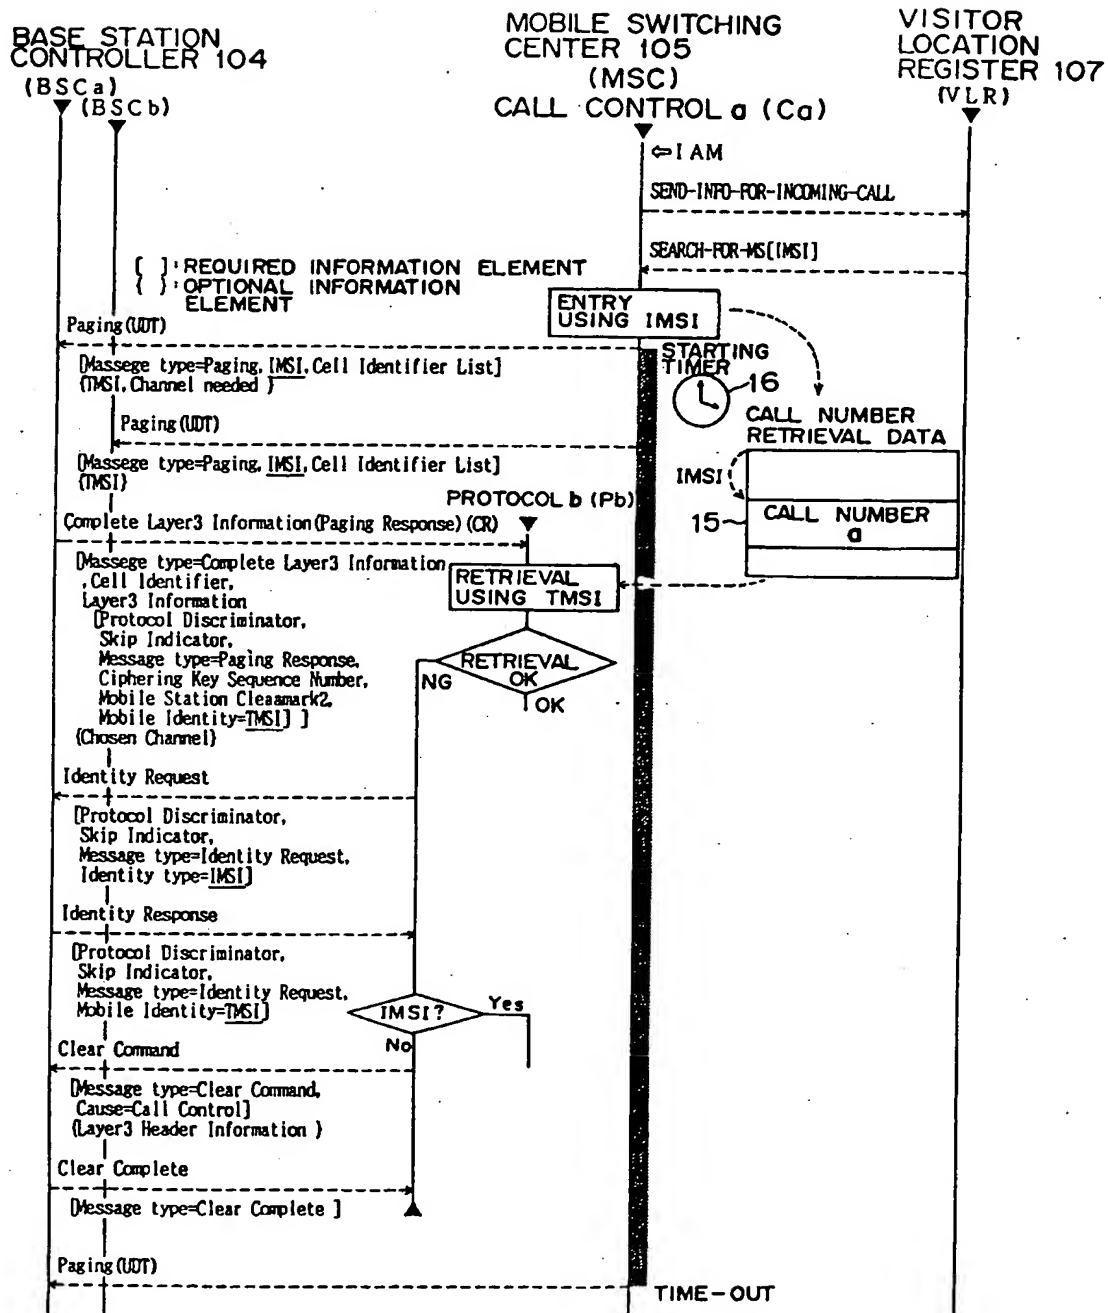 BASE STATION
CONTROLLER 104
(BSCa)
(BSCb)
MOBILE SWITCHING
CENTER 105
(MSC)
CALL CONTROL a (Ca)
VISITOR
LOCATION
REGISTER 107
(VLR)
⇦IAM
SEND-INFO-FOR-INCOMING-CALL
SEARCH-FOR-MS[IMSI]
[ ]:REQUIRED INFORMATION ELEMENT
{ }:OPTIONAL INFORMATION
ELEMENT
ENTRY
USING IMSI
Paging(UDT)
[Massege type=Paging, IMSI, Cell Identifier List]
{TMSI, Channel needed }
STARTING
TIMER
16
CALL NUMBER
RETRIEVAL DATA
Paging(UDT)
[Massege type=Paging, IMSI, Cell Identifier List]
{TMSI}
IMSI
15
CALL NUMBER
a
PROTOCOL b (Pb)
Complete Layer3 Information(Paging Response)(CR)
[Massege type=Complete Layer3 Information
,Cell Identifier,
Layer3 Information
[Protocol Discriminator,
Skip Indicator,
Message type=Paging Response,
Ciphering Key Sequence Number,
Mobile Station Cleaamark2,
Mobile Identity=TMSI] ]
{Chosen Channel}
RETRIEVAL
USING TMSI
RETRIEVAL
OK
NG
OK
Identity Request
[Protocol Discriminator,
Skip Indicator,
Message type=Identity Request,
Identity type=IMSI]
Identity Response
[Protocol Discriminator,
Skip Indicator,
Message type=Identity Request,
Mobile Identity=TMSI]
IMSI?
Yes
No
Clear Command
[Message type=Clear Command,
Cause=Call Control]
{Layer3 Header Information }
Clear Complete
[Message type=Clear Complete ]
Paging(UDT)
TIME-OUT